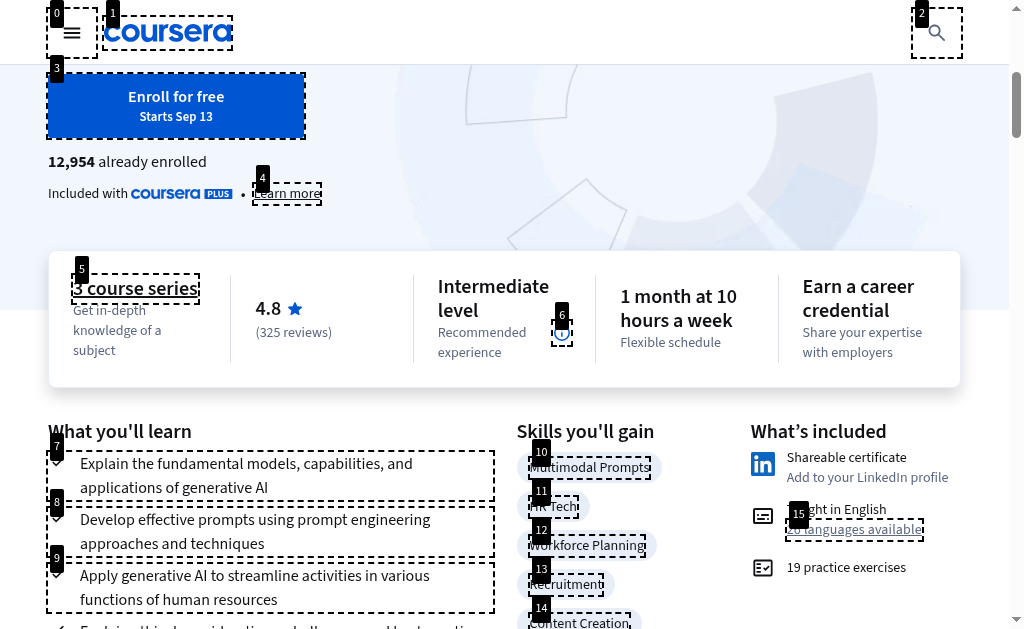 0
1
coursera
2
3
Enroll for free
Starts Sep 13
12,954 already enrolled
4
Included with coursera PLUS • Learn more
5
3 course series
Get in-depth
knowledge of a
subject
4.8
(325 reviews)
Intermediate
level
6
Recommended
experience
1 month at 10
hours a week
Flexible schedule
Earn a career
credential
Share your expertise
with employers
What you'll learn
7
Explain the fundamental models, capabilities, and
applications of generative AI
8
Develop effective prompts using prompt engineering
approaches and techniques
9
Apply generative AI to streamline activities in various
functions of human resources
Skills you'll gain
10
Multimodal Prompts
11
HR Tech
12
Workforce Planning
13
Recruitment
14
Content Creation
What's included
in
Shareable certificate
Add to your LinkedIn profile
15
Taught in English
26 languages available
19 practice exercises